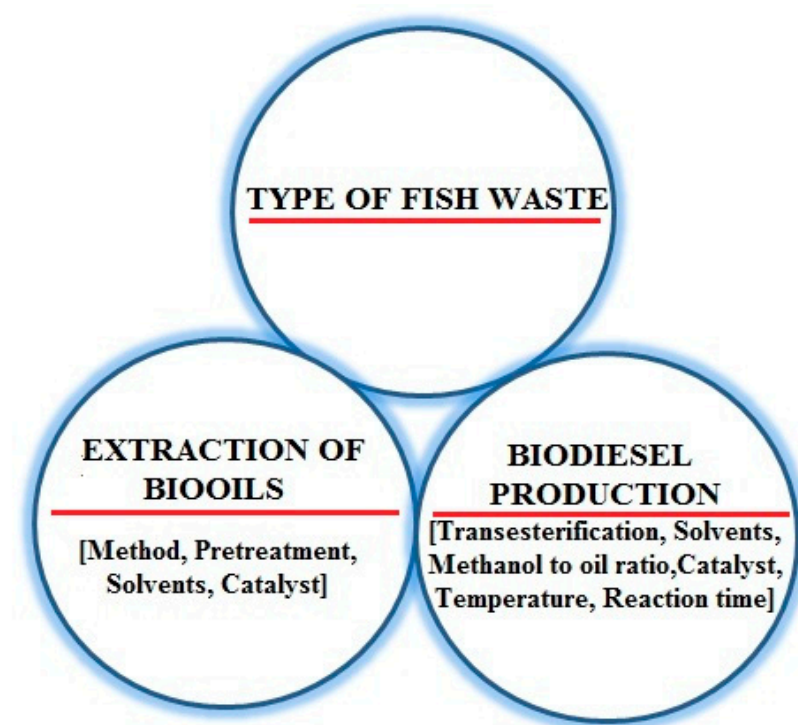 TYPE OF FISH WASTE
EXTRACTION OF
BIOOILS
[Method, Pretreatment,
Solvents, Catalyst]
BIODIESEL
PRODUCTION
[Transesterification, Solvents,
Methanol to oil ratio,Catalyst,
Temperature, Reaction time]